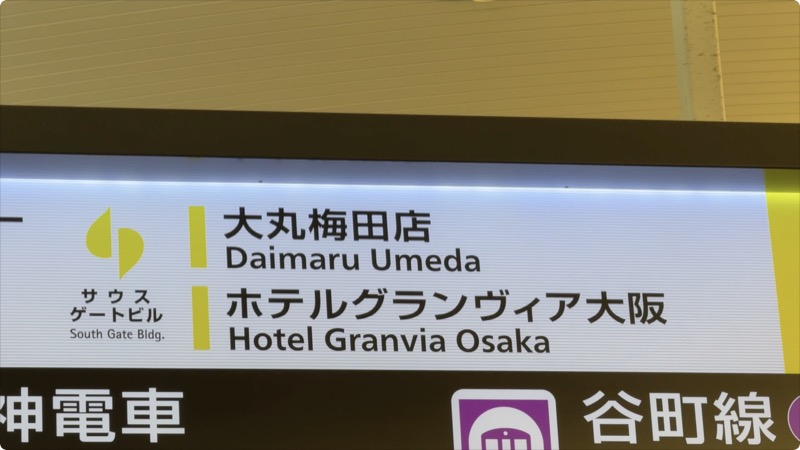 大丸梅田店
Daimaru Umeda
サウス
ゲートビル
South Gate Bldg.
ホテルグランヴィア大阪
Hotel Granvia Osaka
神電車
谷町線